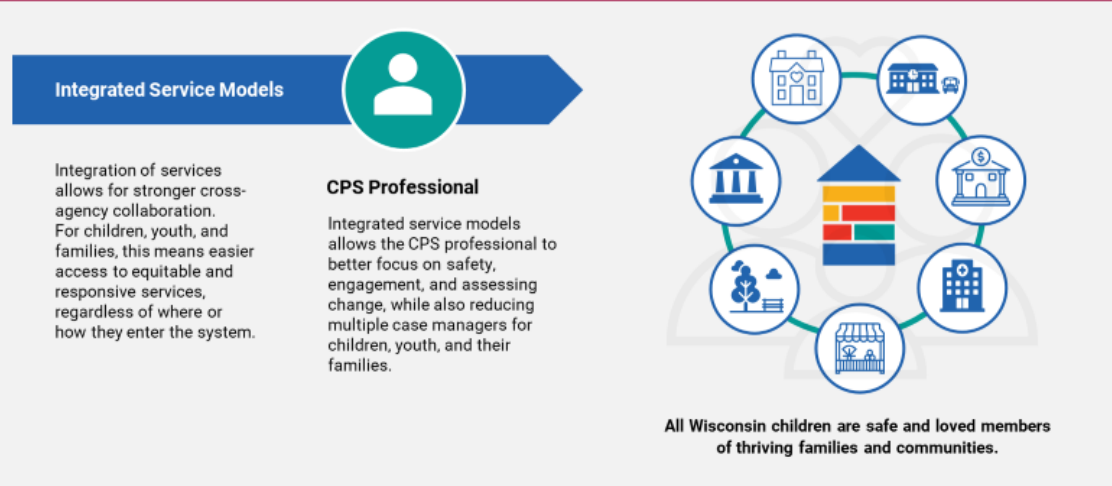 Integrated Service Models
Integration of services
allows for stronger cross-
agency collaboration.
For children, youth, and
families, this means easier
access to equitable and
responsive services,
regardless of where or
how they enter the system.
CPS Professional
Integrated service models
allows the CPS professional to
better focus on safety,
engagement, and assessing
change, while also reducing
multiple case managers for
children, youth, and their
families.
$
All Wisconsin children are safe and loved members
of thriving families and communities.